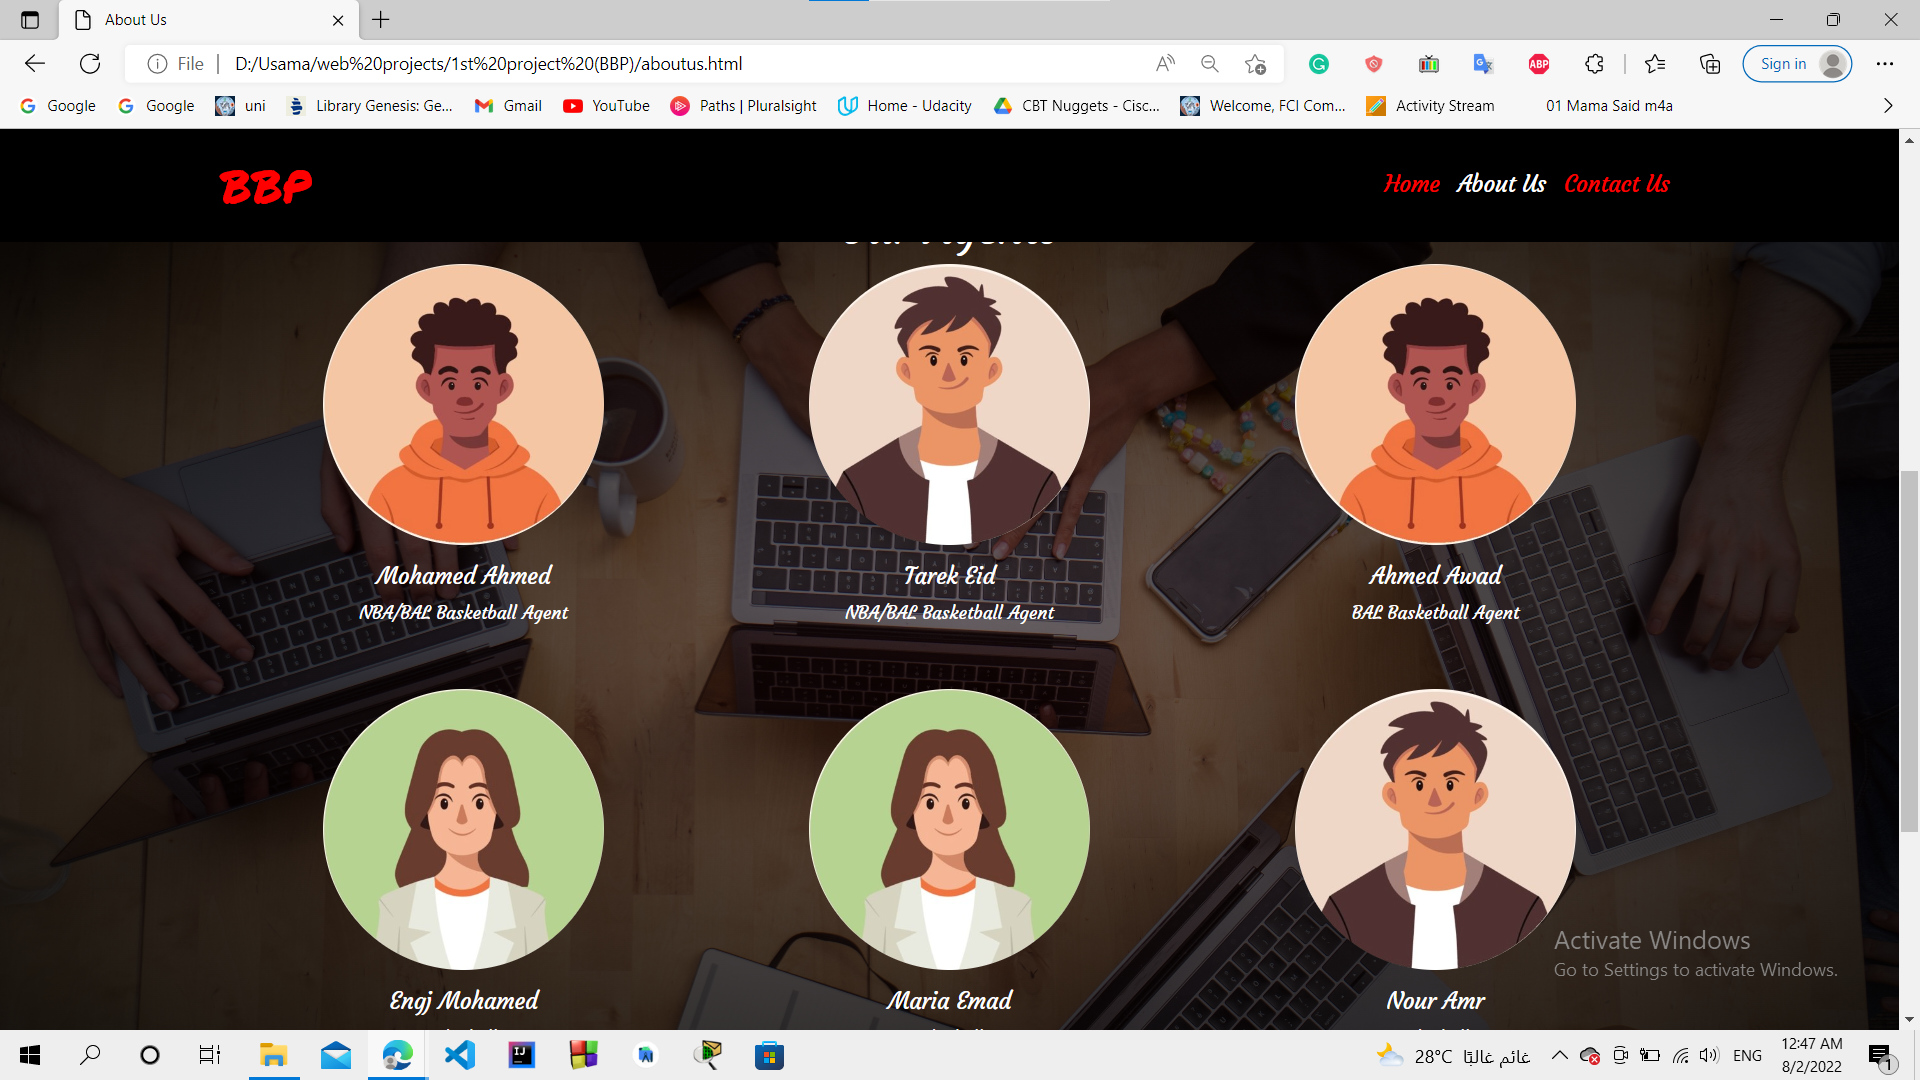 About Us
File
D:/Usama/web%20projects/1st%20project%20(BBP)/aboutus.html
Sign in
Google
Google
uni
Library Genesis: Ge...
Gmail
YouTube
Paths | Pluralsight
Home - Udacity
CBT Nuggets - Cisc...
Welcome, FCI Com...
Activity Stream
01 Mama Said m4a
BBP
Home
About Us
Contact Us
Our Agents
Mohamed Ahmed
Tarek Eid
Ahmed Awad
NBA/BAL Basketball Agent
NBA/BAL Basketball Agent
BAL Basketball Agent
Engj Mohamed
Maria Emad
Nour Amr
Activate Windows
Go to Settings to activate Windows.
28°C غائم غالبًا
ENG
12:47 AM
8/2/2022
1